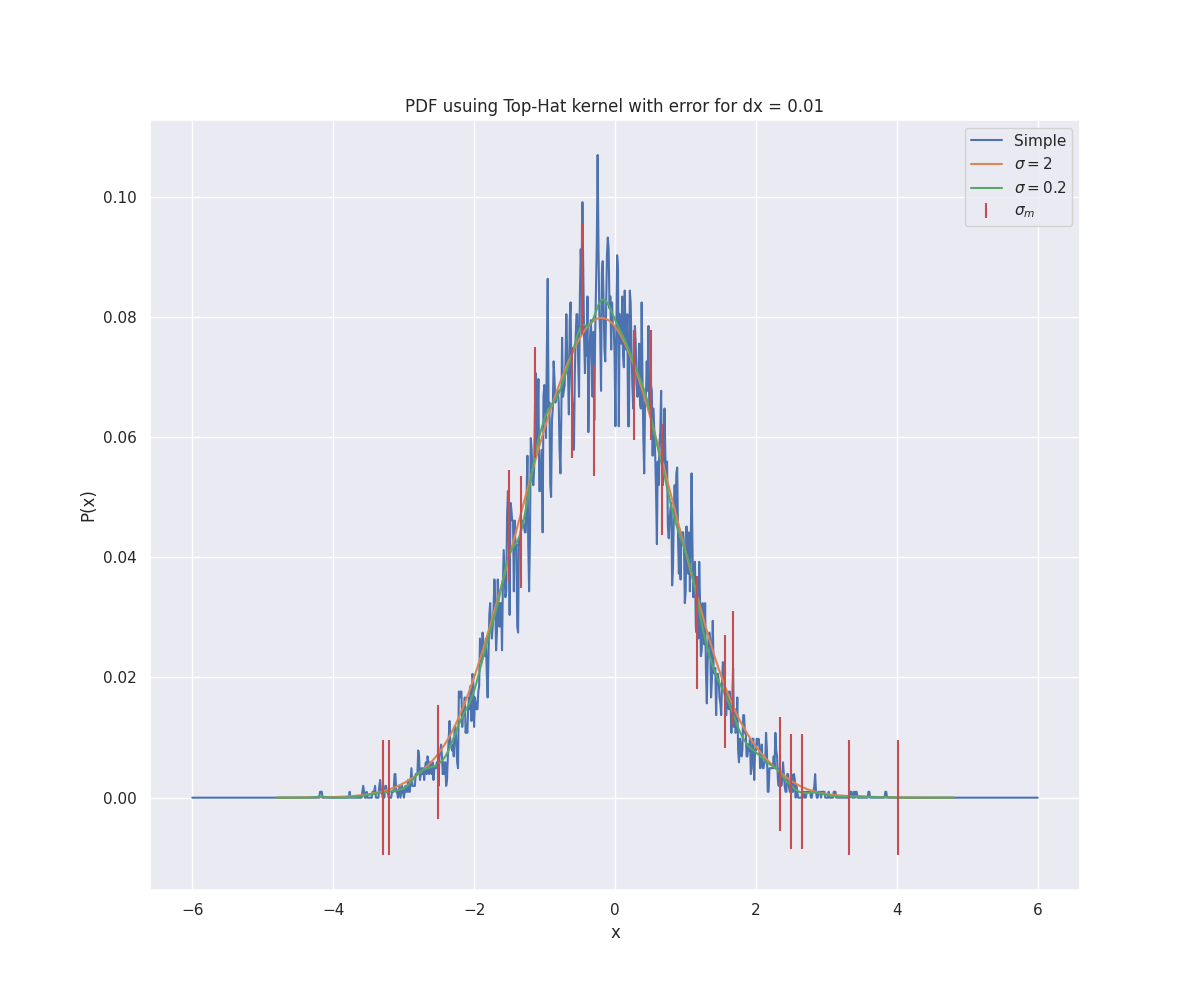 PDF usuing Top-Hat kernel with error for dx = 0.01
Simple
σ = 2
σ = 0.2
σm
P(x)
0.10
0.08
0.06
0.04
0.02
0.00
−6 −4 −2 0 2 4 6
x